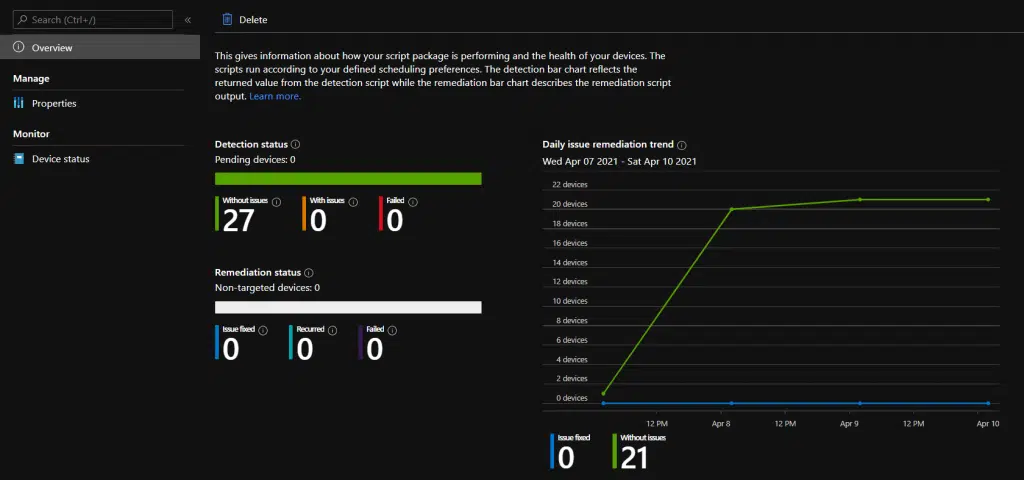 Search (Ctrl+/)
«
Delete
Overview
Manage
Properties
Monitor
Device status
This gives information about how your script package is performing and the health of your devices. The
scripts run according to your defined scheduling preferences. The detection bar chart reflects the
returned value from the detection script while the remediation bar chart describes the remediation script
output. Learn more.
Detection status
Pending devices: 0
Without issues
27
With issues
0
Failed
0
Remediation status
Non-targeted devices: 0
Issue fixed
0
Recurred
0
Failed
0
Daily issue remediation trend
Wed Apr 07 2021 - Sat Apr 10 2021
22 devices
20 devices
18 devices
16 devices
14 devices
12 devices
10 devices
8 devices
6 devices
4 devices
2 devices
0 devices
12 PM Apr 8 12 PM Apr 9 12 PM Apr 10
Issue fixed
0
Without issues
21